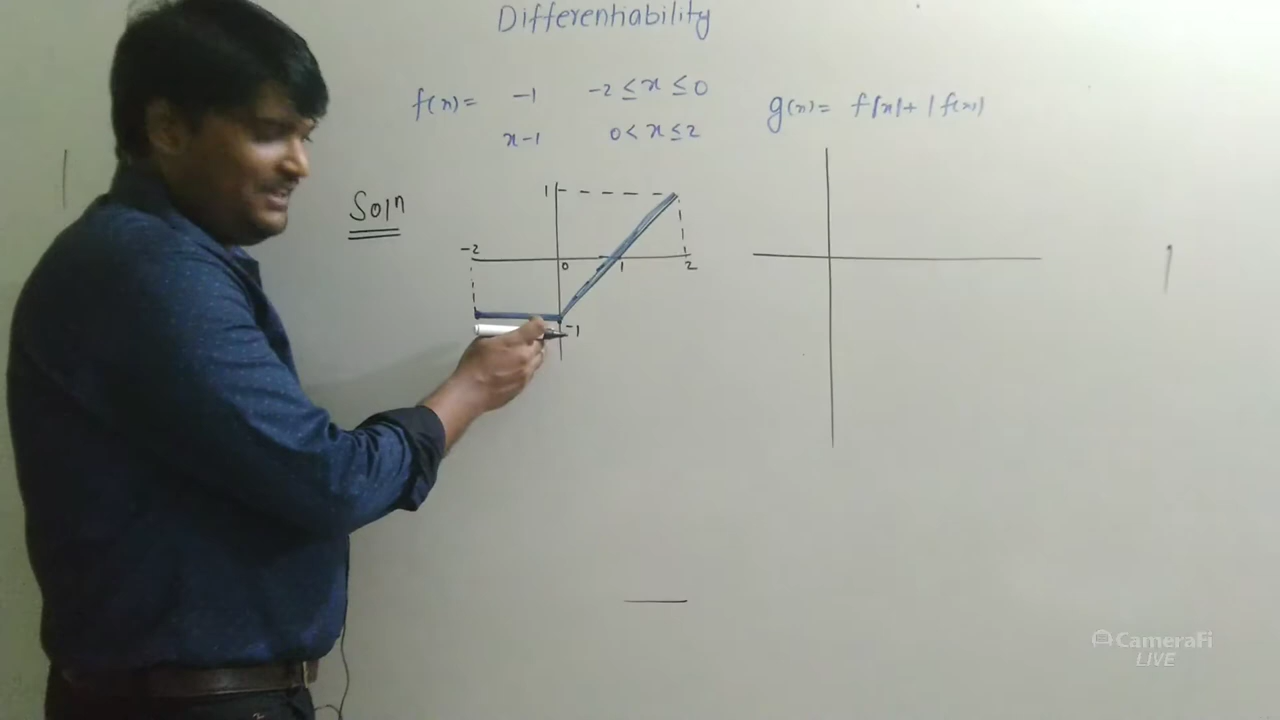 Differentiability
f(x) = -1 -2 ≤ x ≤ 0
x-1 0 < x ≤ 2
g(x) = f|x| + |f(x)|
Soln
1
-2
0 1 2
-1
CameraFi
LIVE